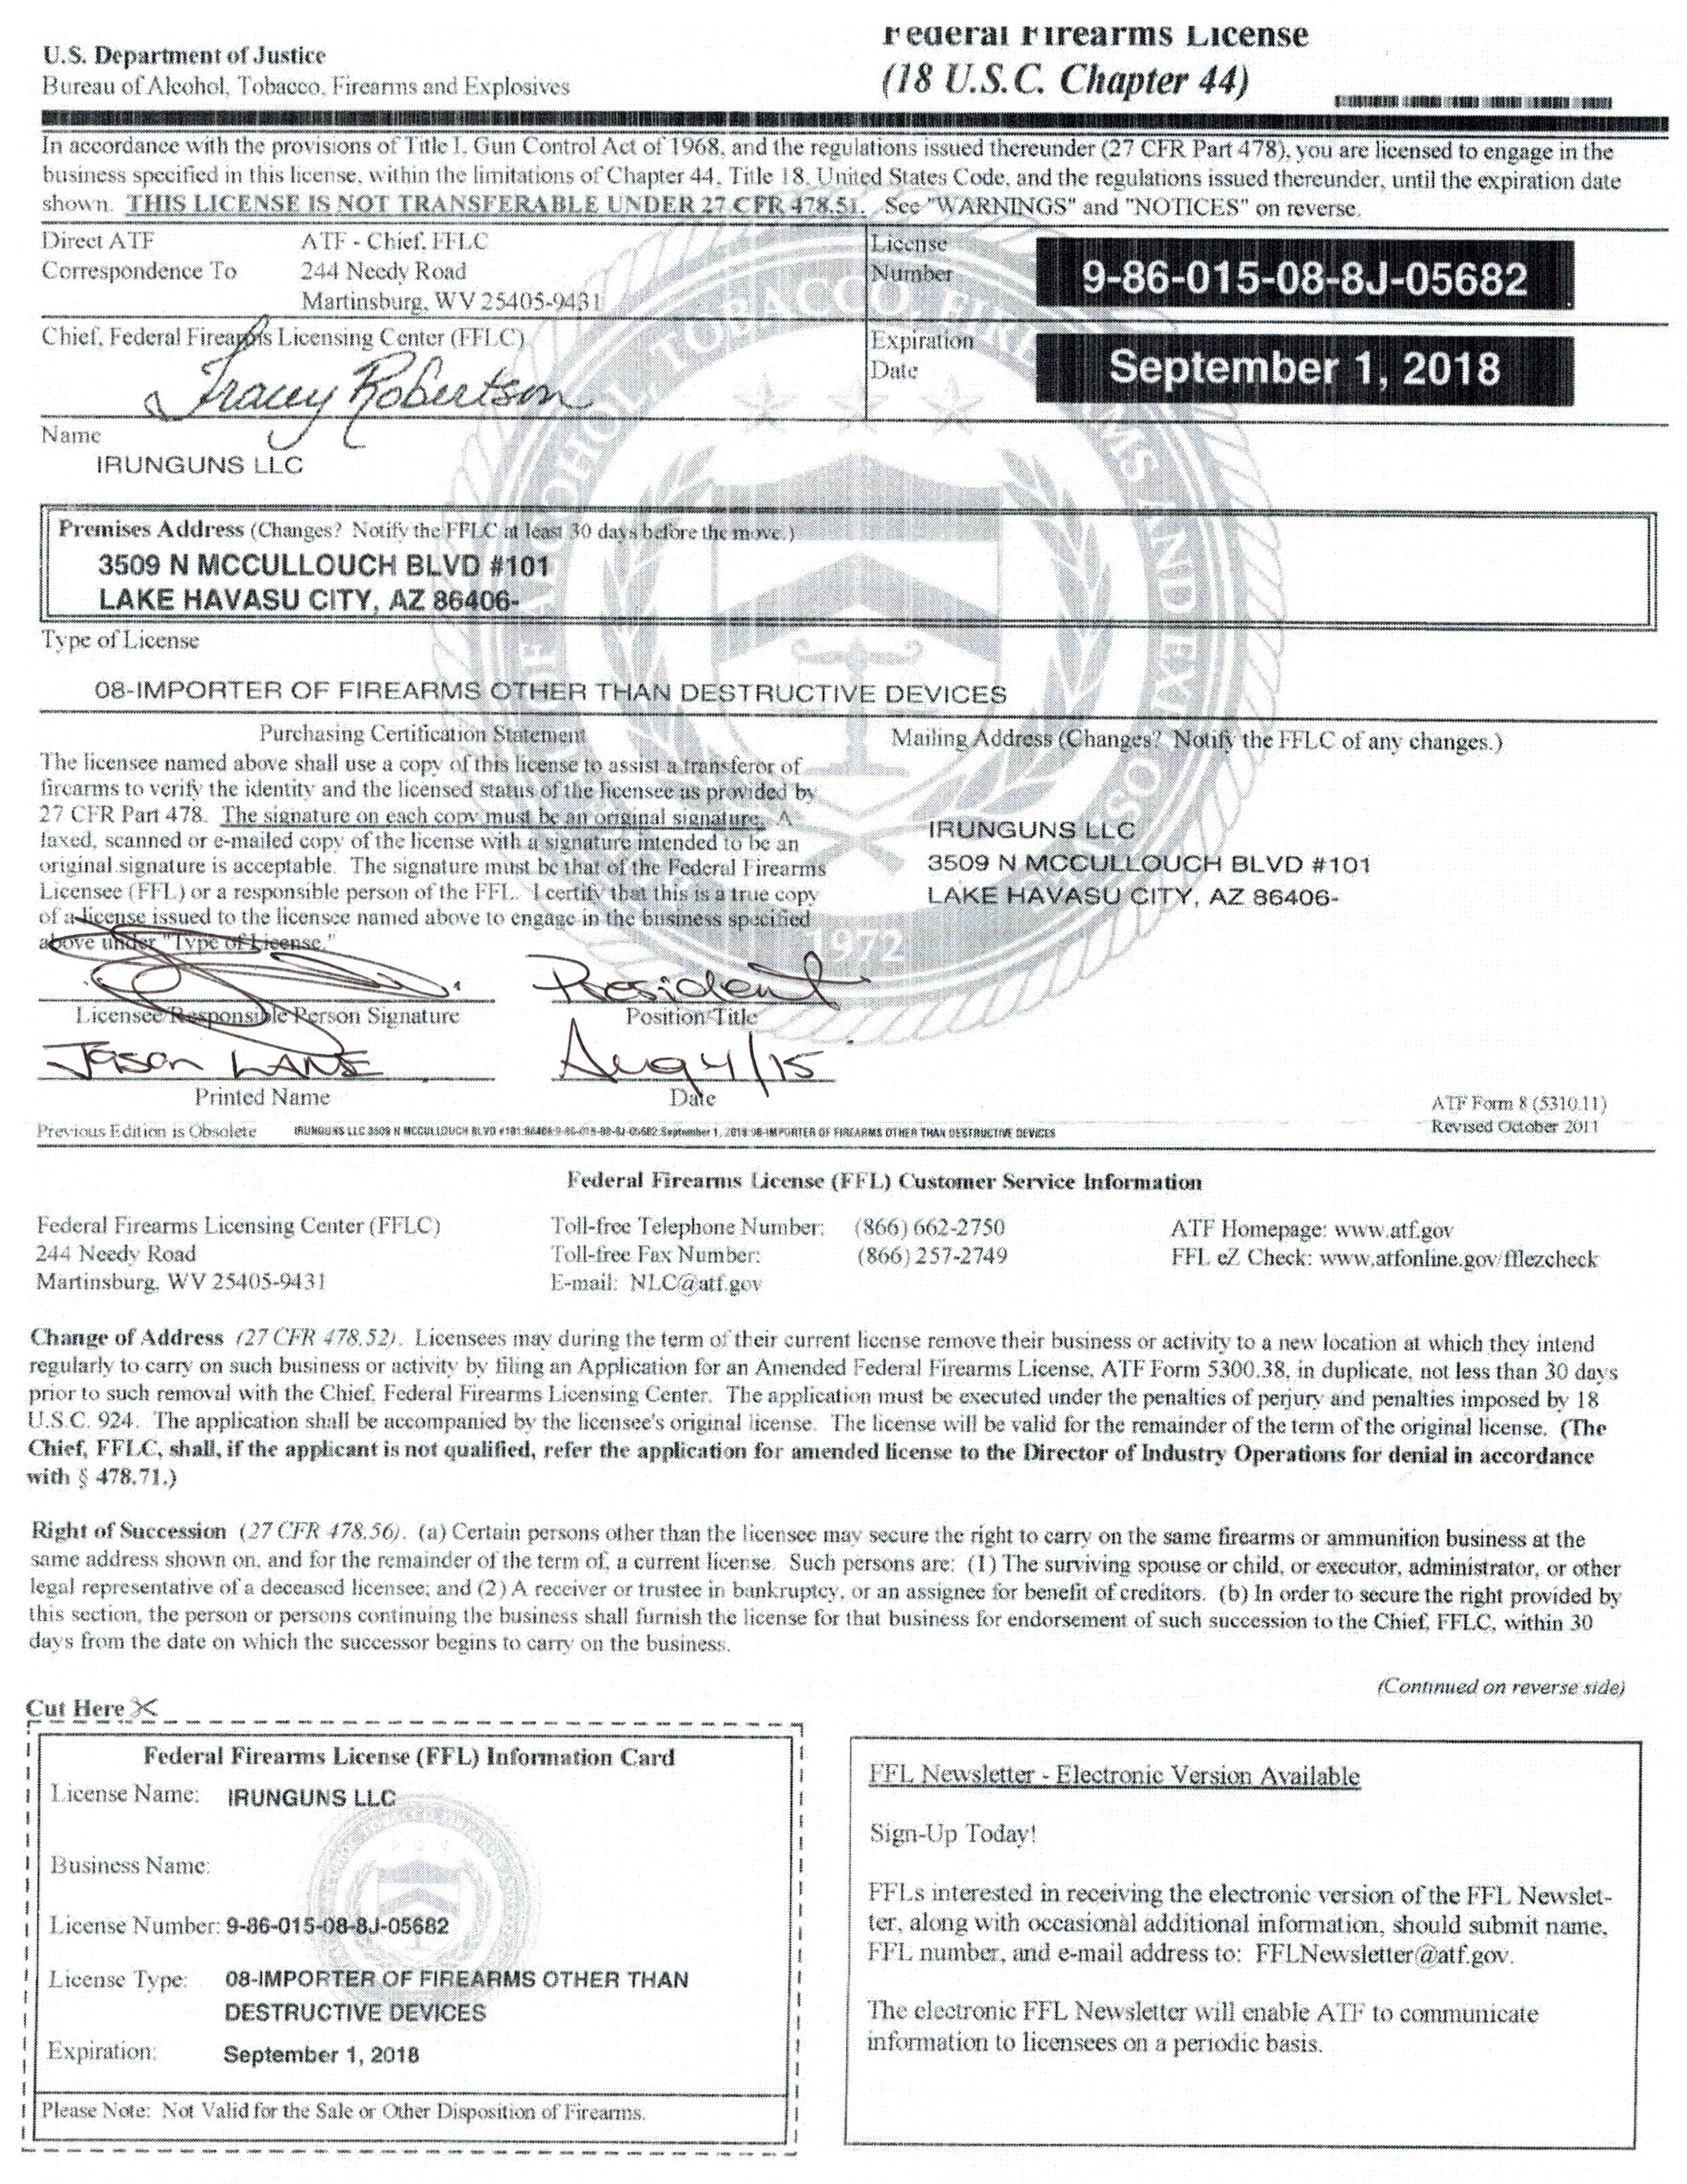 U.S. Department of Justice
Bureau of Alcohol, Tobacco, Firearms and Explosives
Federal Firearms License
(18 U.S.C. Chapter 44)
In accordance with the provisions of Title I, Gun Control Act of 1968, and the regulations issued thereunder (27 CFR Part 478), you are licensed to engage in the
business specified in this license, within the limitations of Chapter 44, Title 18, United States Code, and the regulations issued thereunder, until the expiration date
shown. THIS LICENSE IS NOT TRANSFERABLE UNDER 27 CFR 478.51. See "WARNINGS" and "NOTICES" on reverse.
Direct ATF
Correspondence To
ATF - Chief, FFLC
244 Needy Road
Martinsburg, WV 25405-9431
License
Number
9-86-015-08-8J-05682
Chief, Federal Firearms Licensing Center (FFLC)
Tracey Robertson
Expiration
Date
September 1, 2018
Name
IRUNGUNS LLC
Premises Address (Changes? Notify the FFLC at least 30 days before the move.)
3509 N MCCULLOUCH BLVD #101
LAKE HAVASU CITY, AZ 86406-
Type of License
08-IMPORTER OF FIREARMS OTHER THAN DESTRUCTIVE DEVICES
Purchasing Certification Statement
The licensee named above shall use a copy of this license to assist a transferor of
firearms to verify the identity and the licensed status of the licensee as provided by
27 CFR Part 478. The signature on each copy must be an original signature. A
faxed, scanned or e-mailed copy of the license with a signature intended to be an
original signature is acceptable. The signature must be that of the Federal Firearms
Licensee (FFL) or a responsible person of the FFL. I certify that this is a true copy
of a license issued to the licensee named above to engage in the business specified
above under "Type of License."
Mailing Address (Changes? Notify the FFLC of any changes.)
IRUNGUNS LLC
3509 N MCCULLOUCH BLVD #101
LAKE HAVASU CITY, AZ 86406-
1972
President
Licensee/Responsible Person Signature
Position Title
Jason LANE
Aug 4/15
Printed Name
Date
ATF Form 8 (5310.11)
Revised October 2011
Previous Edition is Obsolete
IRUNGUNS LLC 3509 N MCCULLOUCH BLVD #101:86406:9-86-015-08-8J-05682:September 1, 2018:08-IMPORTER OF FIREARMS OTHER THAN DESTRUCTIVE DEVICES
Federal Firearms License (FFL) Customer Service Information
Federal Firearms Licensing Center (FFLC)
244 Needy Road
Martinsburg, WV 25405-9431
Toll-free Telephone Number: (866) 662-2750
Toll-free Fax Number: (866) 257-2749
E-mail: NLC@atf.gov
ATF Homepage: www.atf.gov
FFL eZ Check: www.atfonline.gov/fflezcheck
Change of Address (27 CFR 478.52). Licensees may during the term of their current license remove their business or activity to a new location at which they intend
regularly to carry on such business or activity by filing an Application for an Amended Federal Firearms License, ATF Form 5300.38, in duplicate, not less than 30 days
prior to such removal with the Chief, Federal Firearms Licensing Center. The application must be executed under the penalties of perjury and penalties imposed by 18
U.S.C. 924. The application shall be accompanied by the licensee's original license. The license will be valid for the remainder of the term of the original license. (The
Chief, FFLC, shall, if the applicant is not qualified, refer the application for amended license to the Director of Industry Operations for denial in accordance
with § 478.71.)
Right of Succession (27 CFR 478.56). (a) Certain persons other than the licensee may secure the right to carry on the same firearms or ammunition business at the
same address shown on, and for the remainder of the term of, a current license. Such persons are: (1) The surviving spouse or child, or executor, administrator, or other
legal representative of a deceased licensee; and (2) A receiver or trustee in bankruptcy, or an assignee for benefit of creditors. (b) In order to secure the right provided by
this section, the person or persons continuing the business shall furnish the license for that business for endorsement of such succession to the Chief, FFLC, within 30
days from the date on which the successor begins to carry on the business.
(Continued on reverse side)
Cut Here
Federal Firearms License (FFL) Information Card
License Name: IRUNGUNS LLC
Business Name:
License Number: 9-86-015-08-8J-05682
License Type: 08-IMPORTER OF FIREARMS OTHER THAN
DESTRUCTIVE DEVICES
Expiration: September 1, 2018
Please Note: Not Valid for the Sale or Other Disposition of Firearms.
FFL Newsletter - Electronic Version Available
Sign-Up Today!
FFLs interested in receiving the electronic version of the FFL Newslet-
ter, along with occasional additional information, should submit name,
FFL number, and e-mail address to: FFLNewsletter@atf.gov.
The electronic FFL Newsletter will enable ATF to communicate
information to licensees on a periodic basis.